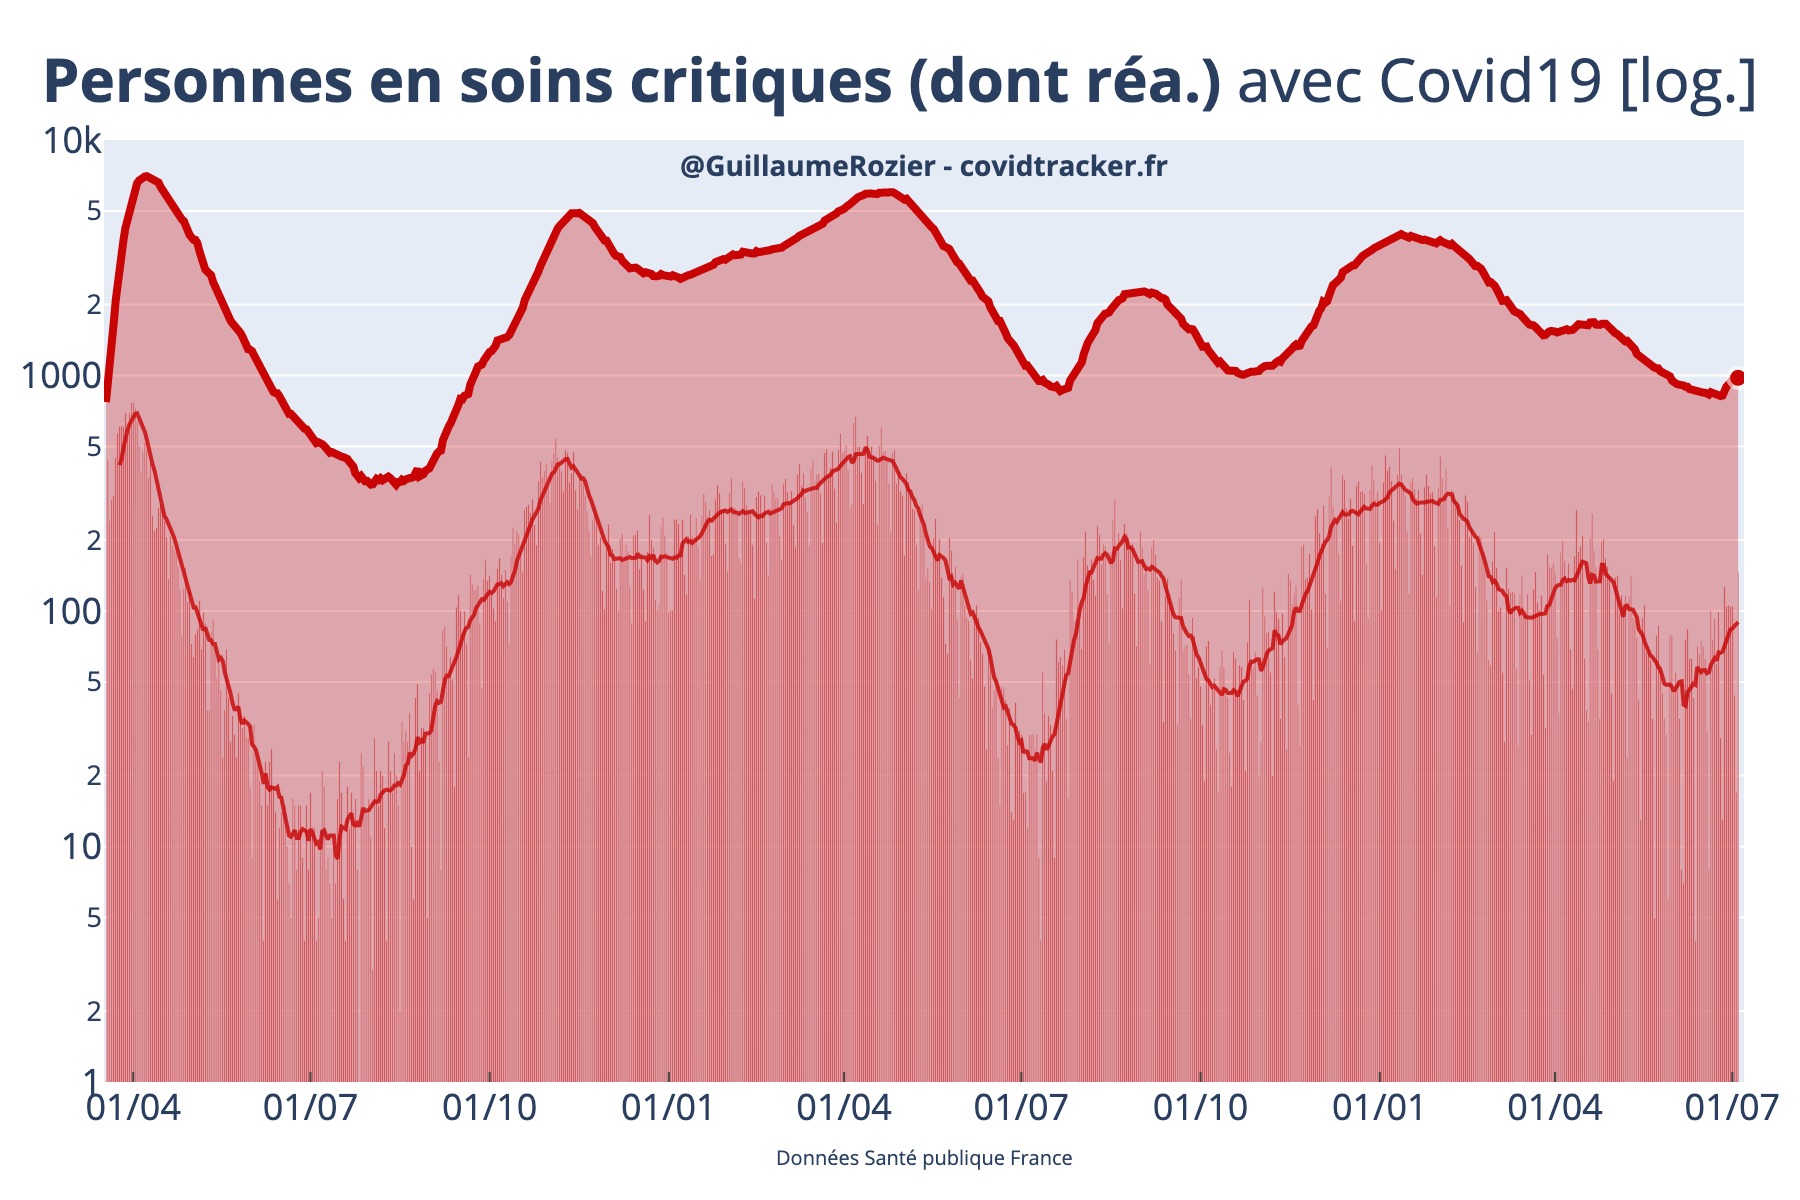 Personnes en soins critiques (dont réa.) avec Covid19 [log.]
@GuillaumeRozier - covidtracker.fr
10k
5
2
1000
5
2
100
5
2
10
5
2
1
01/04 01/07 01/10 01/01 01/04 01/07 01/10 01/01 01/04 01/07
Données Santé publique France